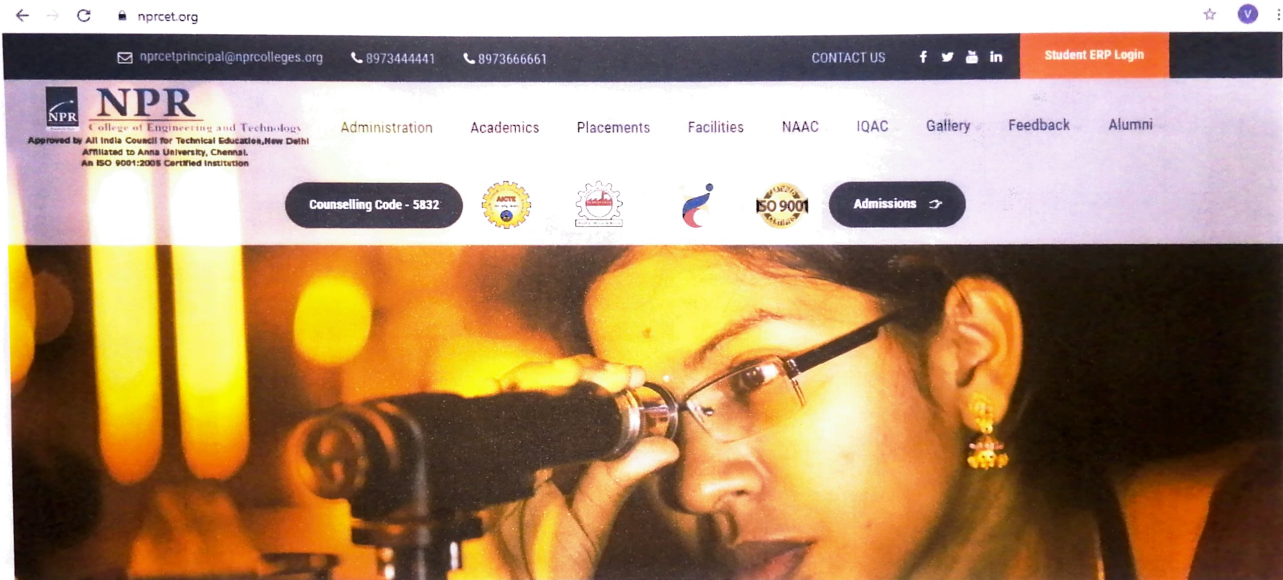 nprcet.org
V
nprcetprincipal@nprcolleges.org 8973444441 8973666661 CONTACT US f in Student ERP Login
NPR
NPR
College of Engineering and Technology
Approved by All India Council for Technical Education,New Delhi
Affiliated to Anna University, Chennai.
An ISO 9001:2005 Certified Institution
Administration Academics Placements Facilities NAAC IQAC Gallery Feedback Alumni
Counselling Code - 5832 AICTE ISO 9001 Admissions